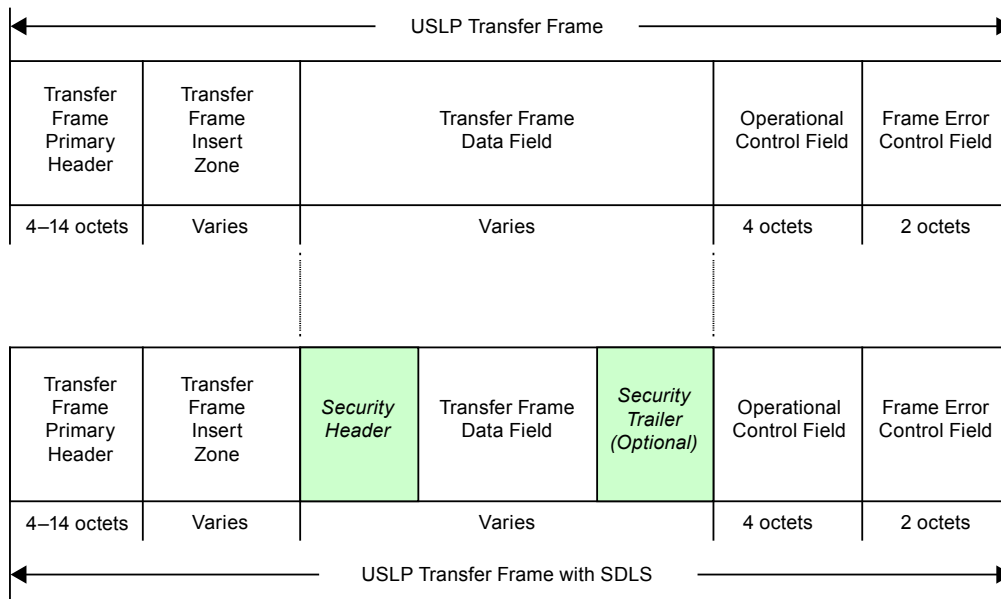 USLP Transfer Frame
Transfer
Frame
Primary
Header
Transfer
Frame
Insert
Zone
Transfer Frame
Data Field
Operational
Control Field
Frame Error
Control Field
4–14 octets
Varies
Varies
4 octets
2 octets
Transfer
Frame
Primary
Header
Transfer
Frame
Insert
Zone
Security
Header
Transfer Frame
Data Field
Security
Trailer
(Optional)
Operational
Control Field
Frame Error
Control Field
4–14 octets
Varies
Varies
4 octets
2 octets
USLP Transfer Frame with SDLS